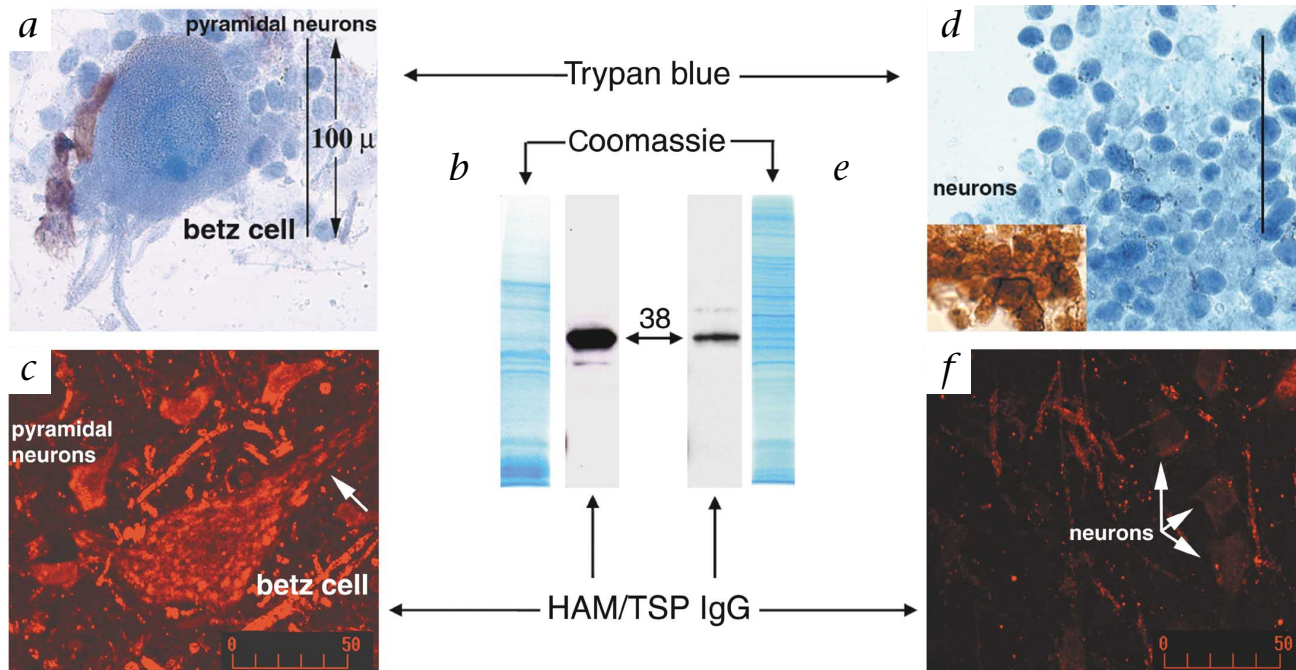 a
pyramidal neurons
100 μ
betz cell
Trypan blue
Coomassie
b
e
38
d
neurons
c
pyramidal
neurons
betz cell
0 50
HAM/TSP IgG
f
neurons
0 50